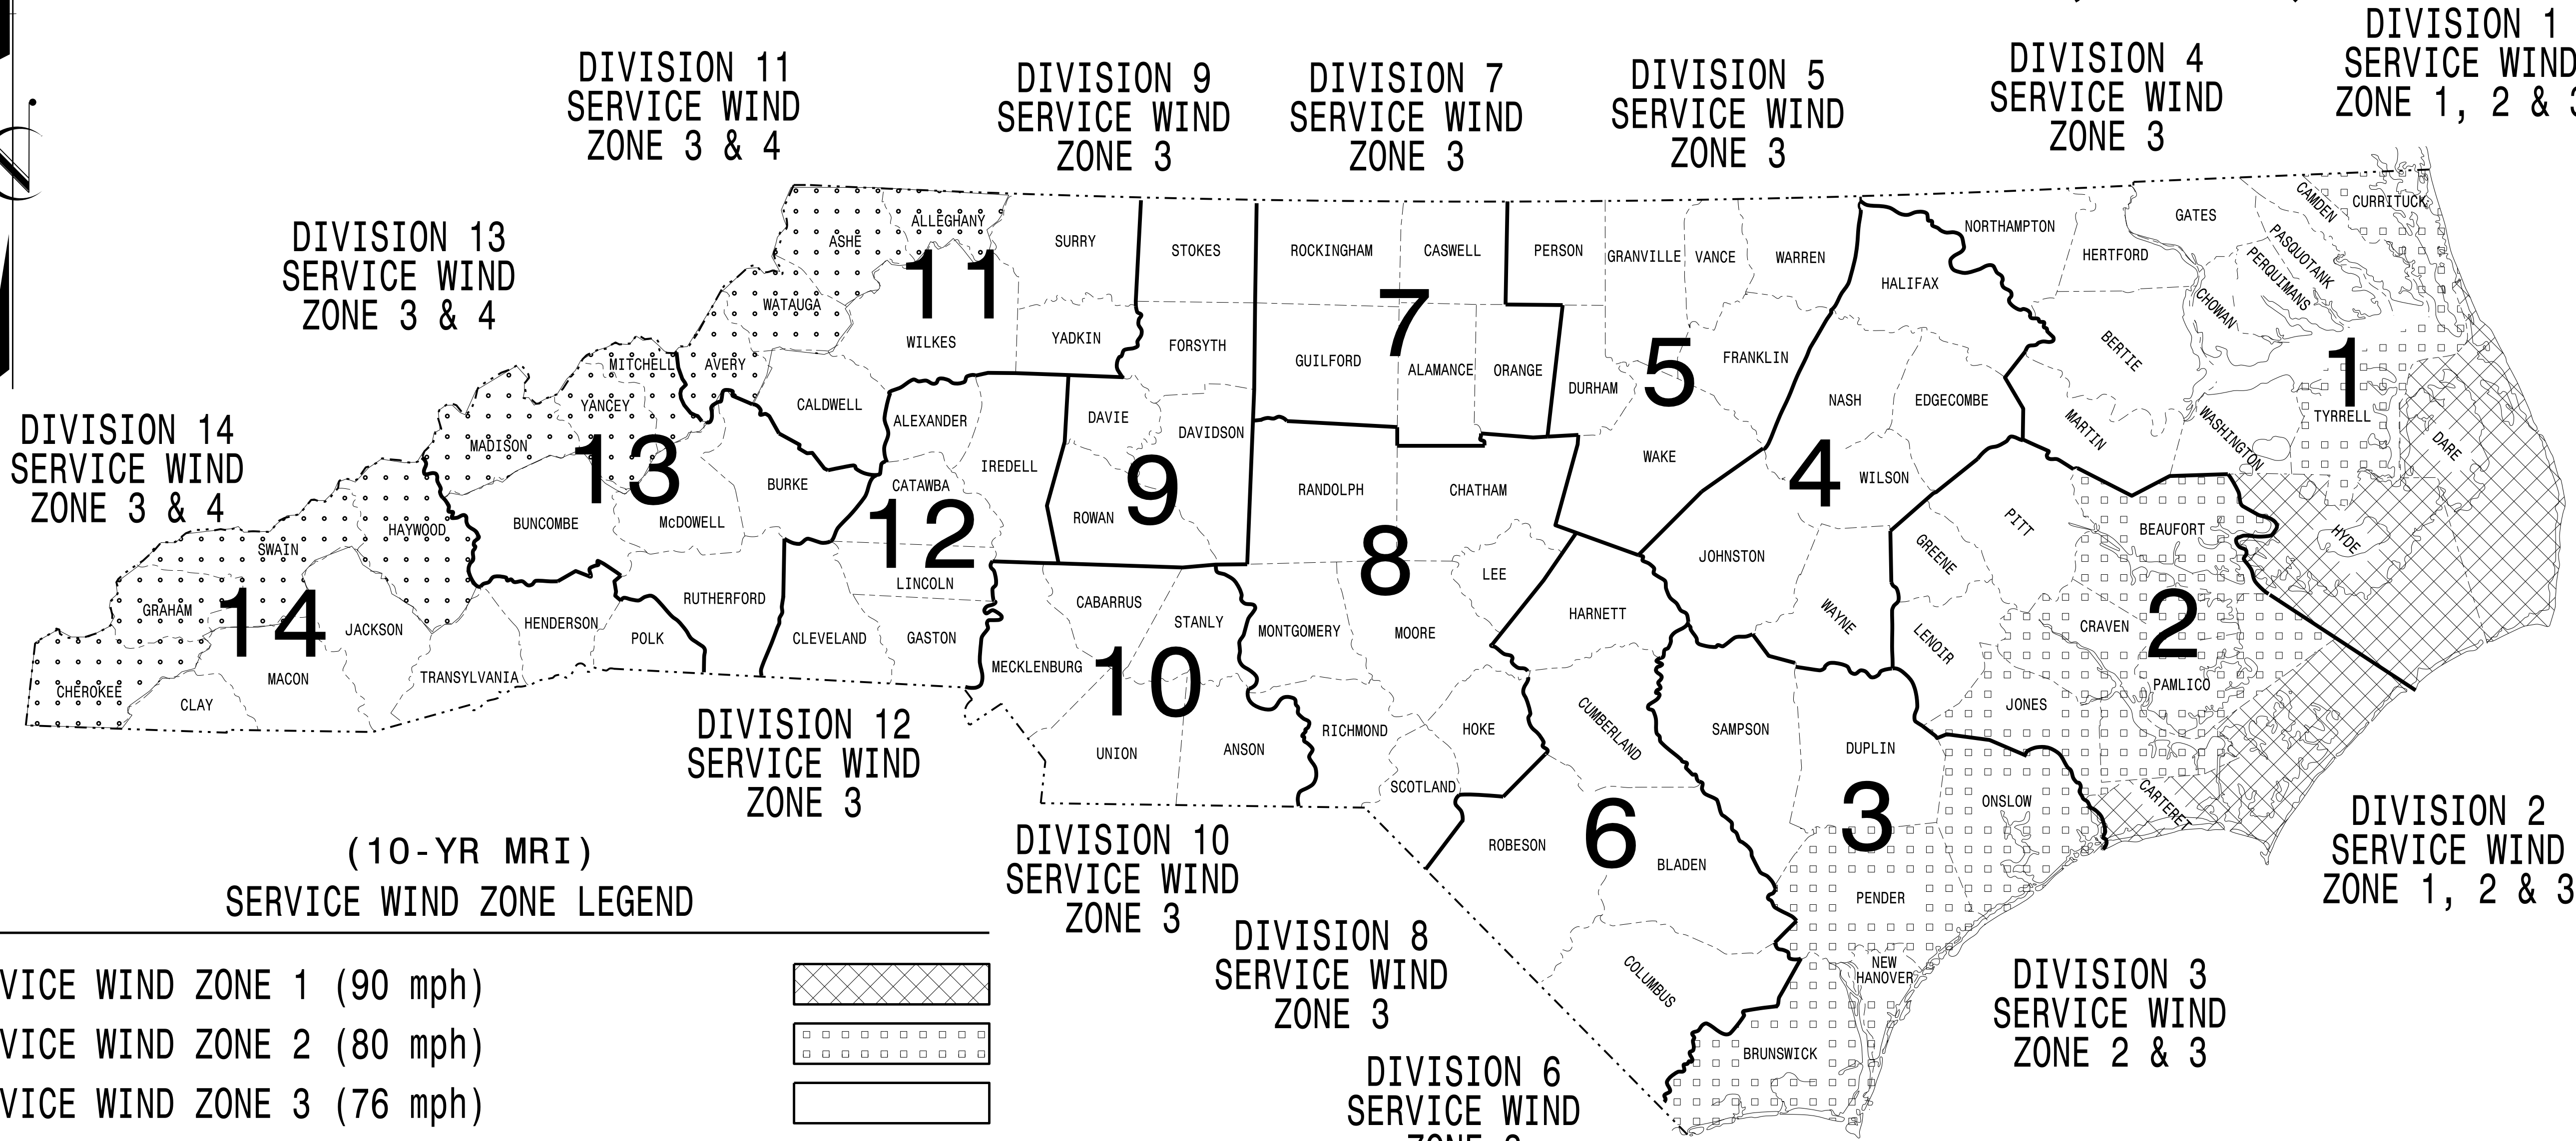 DIVISION 1
SERVICE WIND
ZONE 1, 2 & 3
DIVISION 4
SERVICE WIND
ZONE 3
DIVISION 11
SERVICE WIND
ZONE 3 & 4
DIVISION 9
SERVICE WIND
ZONE 3
DIVISION 7
SERVICE WIND
ZONE 3
DIVISION 5
SERVICE WIND
ZONE 3
DIVISION 13
SERVICE WIND
ZONE 3 & 4
DIVISION 14
SERVICE WIND
ZONE 3 & 4
CHEROKEE
GRAHAM
SWAIN
CLAY
MACON
JACKSON
HAYWOOD
TRANSYLVANIA
14
HENDERSON
POLK
MADISON
YANCEY
MITCHELL
BUNCOMBE
McDOWELL
BURKE
RUTHERFORD
13
ASHE
ALLEGHANY
WATAUGA
AVERY
CALDWELL
WILKES
SURRY
YADKIN
11
ALEXANDER
IREDELL
CATAWBA
LINCOLN
CLEVELAND
GASTON
12
STOKES
FORSYTH
DAVIE
DAVIDSON
ROWAN
9
CABARRUS
STANLY
MECKLENBURG
UNION
ANSON
10
ROCKINGHAM
CASWELL
GUILFORD
ALAMANCE
ORANGE
7
RANDOLPH
CHATHAM
LEE
MONTGOMERY
MOORE
RICHMOND
HOKE
SCOTLAND
8
PERSON
GRANVILLE
VANCE
WARREN
FRANKLIN
DURHAM
WAKE
5
HALIFAX
NASH
EDGECOMBE
WILSON
JOHNSTON
WAYNE
4
HARNETT
CUMBERLAND
ROBESON
BLADEN
COLUMBUS
6
SAMPSON
DUPLIN
ONSLOW
PENDER
NEW
HANOVER
BRUNSWICK
3
PITT
GREENE
LENOIR
BEAUFORT
CRAVEN
PAMLICO
JONES
CARTERET
2
NORTHAMPTON
HERTFORD
GATES
CAMDEN
CURRITUCK
PASQUOTANK
PERQUIMANS
CHOWAN
BERTIE
MARTIN
WASHINGTON
TYRRELL
DARE
HYDE
1
DIVISION 12
SERVICE WIND
ZONE 3
DIVISION 10
SERVICE WIND
ZONE 3
DIVISION 8
SERVICE WIND
ZONE 3
DIVISION 6
SERVICE WIND
DIVISION 3
SERVICE WIND
ZONE 2 & 3
DIVISION 2
SERVICE WIND
ZONE 1, 2 & 3
(10-YR MRI)
SERVICE WIND ZONE LEGEND
VICE WIND ZONE 1 (90 mph)
VICE WIND ZONE 2 (80 mph)
VICE WIND ZONE 3 (76 mph)